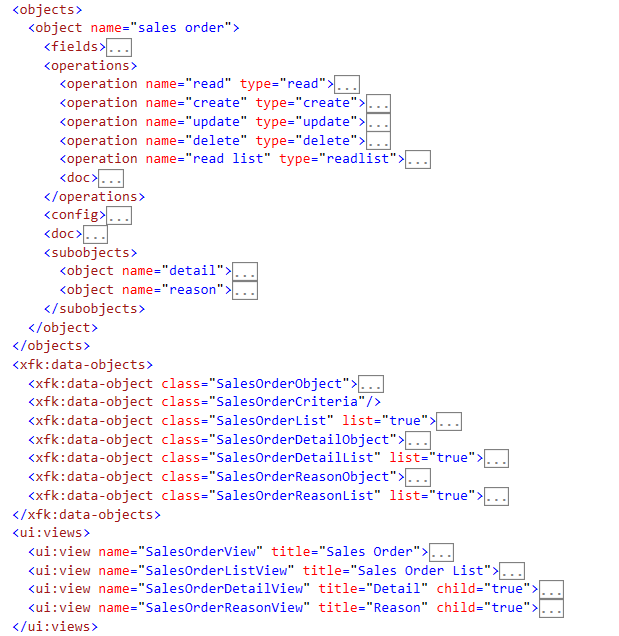 <objects>
<object name="sales order">
<fields>...
<operations>
<operation name="read" type="read">...
<operation name="create" type="create">...
<operation name="update" type="update">...
<operation name="delete" type="delete">...
<operation name="read list" type="readlist">...
<doc>...
</operations>
<config>...
<doc>...
<subobjects>
<object name="detail">...
<object name="reason">...
</subobjects>
</object>
</objects>
<xfk:data-objects>
<xfk:data-object class="SalesOrderObject">...
<xfk:data-object class="SalesOrderCriteria"/>
<xfk:data-object class="SalesOrderList" list="true">...
<xfk:data-object class="SalesOrderDetailObject">...
<xfk:data-object class="SalesOrderDetailList" list="true">...
<xfk:data-object class="SalesOrderReasonObject">...
<xfk:data-object class="SalesOrderReasonList" list="true">...
</xfk:data-objects>
<ui:views>
<ui:view name="SalesOrderView" title="Sales Order">...
<ui:view name="SalesOrderListView" title="Sales Order List">...
<ui:view name="SalesOrderDetailView" title="Detail" child="true">...
<ui:view name="SalesOrderReasonView" title="Reason" child="true">...
</ui:views>